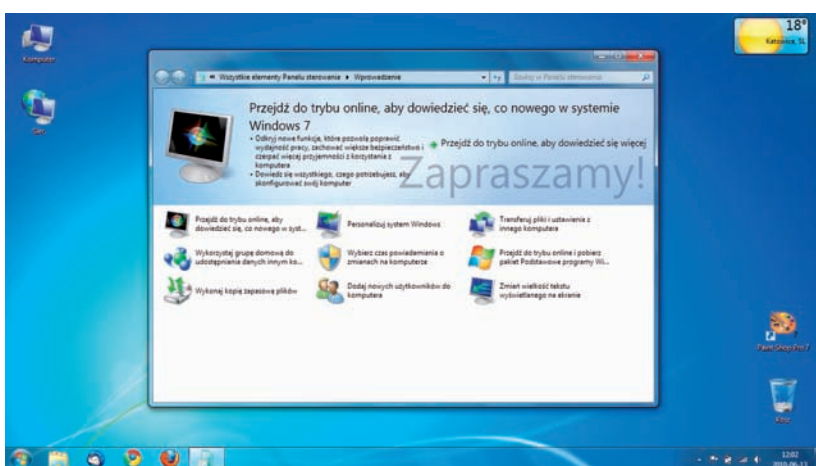 Komputer
18°
Katowice, SL
Sieć
Wszystkie elementy Panelu sterowania
Wprowadzenie
Szukaj w Panelu sterowania
Przejdź do trybu online, aby dowiedzieć się, co nowego w systemie
Windows 7
• Odkryj nowe funkcje, które pozwolą poprawić
wydajność pracy, zachować większe bezpieczeństwo i
czerpać więcej przyjemności z korzystania z
komputera
• Dowiedz się wszystkiego, czego potrzebujesz, aby
skonfigurować swój komputer
Przejdź do trybu online, aby dowiedzieć się więcej
Zapraszamy!
Przejdź do trybu online, aby
dowiedzieć się, co nowego w syst...
Personalizuj system Windows
Transferuj pliki i ustawienia z
innego komputera
Wykorzystaj grupę domową do
udostępniania danych innym ko...
Wybierz czas powiadamiania o
zmianach na komputerze
Przejdź do trybu online i pobierz
pakiet Podstawowe programy Wi...
Wykonaj kopię zapasową plików
Dodaj nowych użytkowników do
komputera
Zmień wielkość tekstu
wyświetlanego na ekranie
Paint Shop Pro 7
Kosz
12:02
2010-06-12